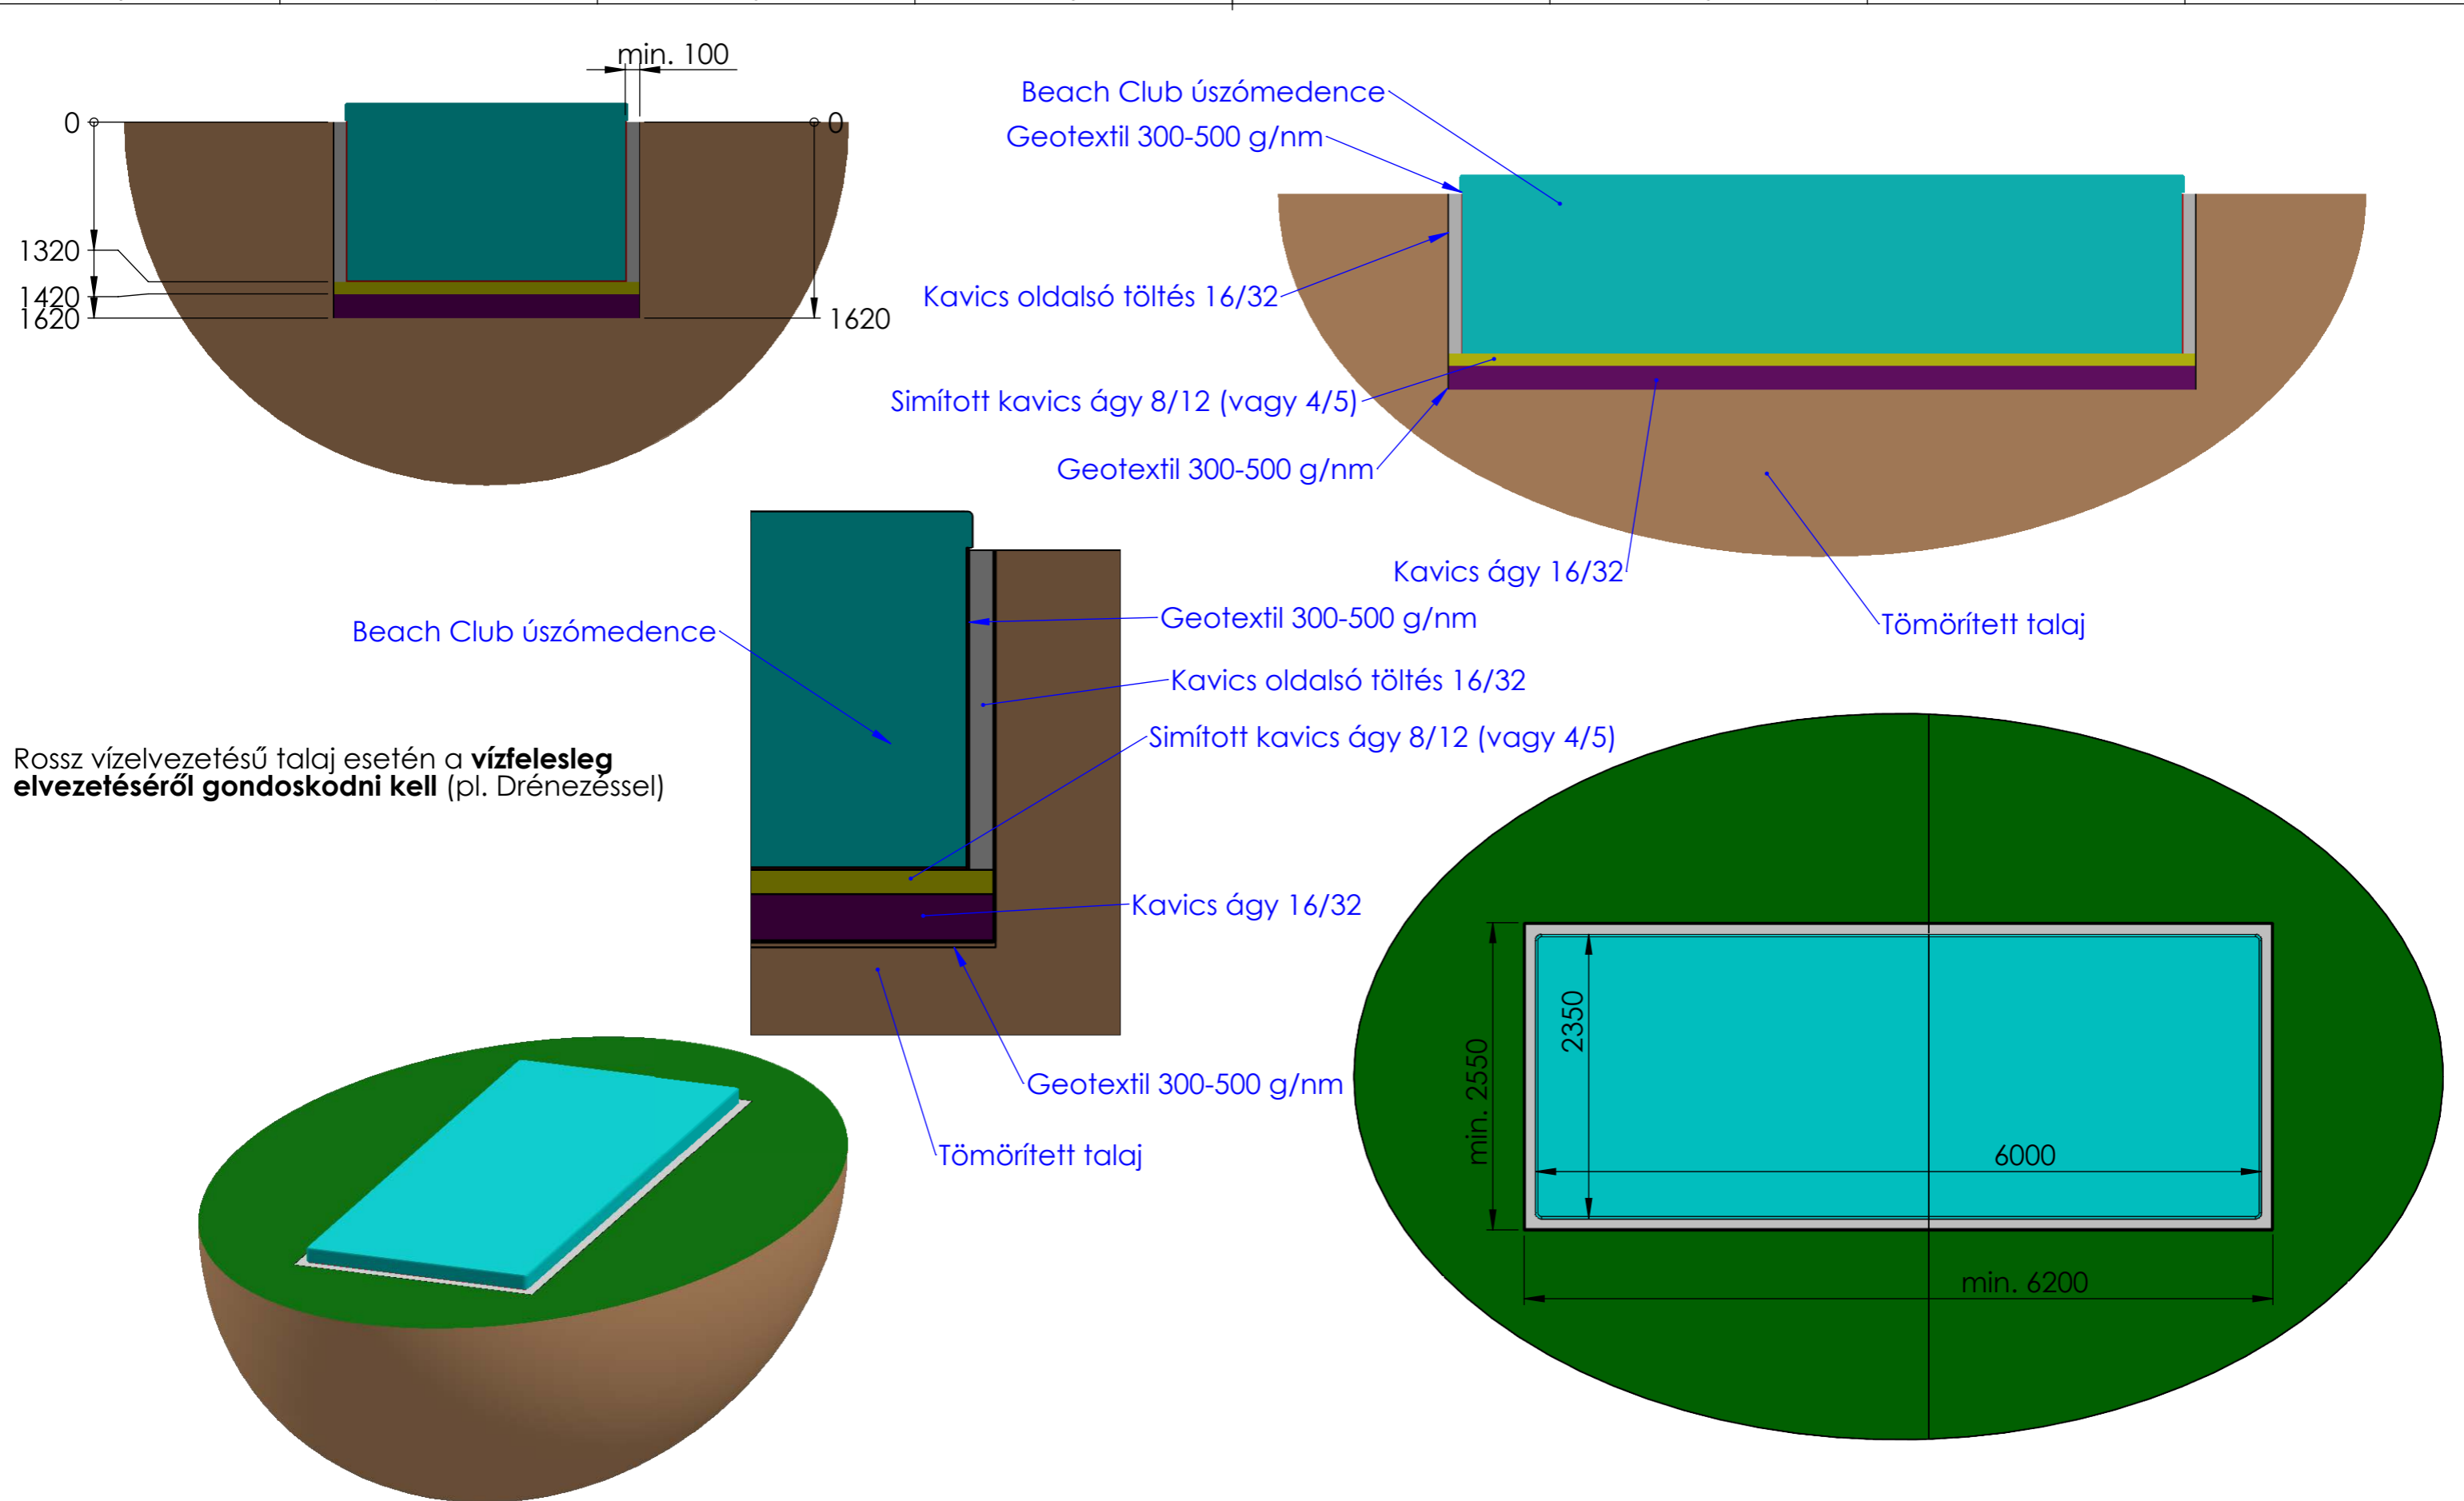 min. 100
0
0
1320
1420
1620
1620
Beach Club úszómedence
Geotextil 300-500 g/nm
Kavics oldalsó töltés 16/32
Simított kavics ágy 8/12 (vagy 4/5)
Geotextil 300-500 g/nm
Kavics ágy 16/32
Tömörített talaj
Beach Club úszómedence
Geotextil 300-500 g/nm
Kavics oldalsó töltés 16/32
Simított kavics ágy 8/12 (vagy 4/5)
Kavics ágy 16/32
Geotextil 300-500 g/nm
Tömörített talaj
Rossz vízelvezetésű talaj esetén a vízfelesleg
elvezetéséről gondoskodni kell (pl. Drénezéssel)
min. 2550
2350
6000
min. 6200